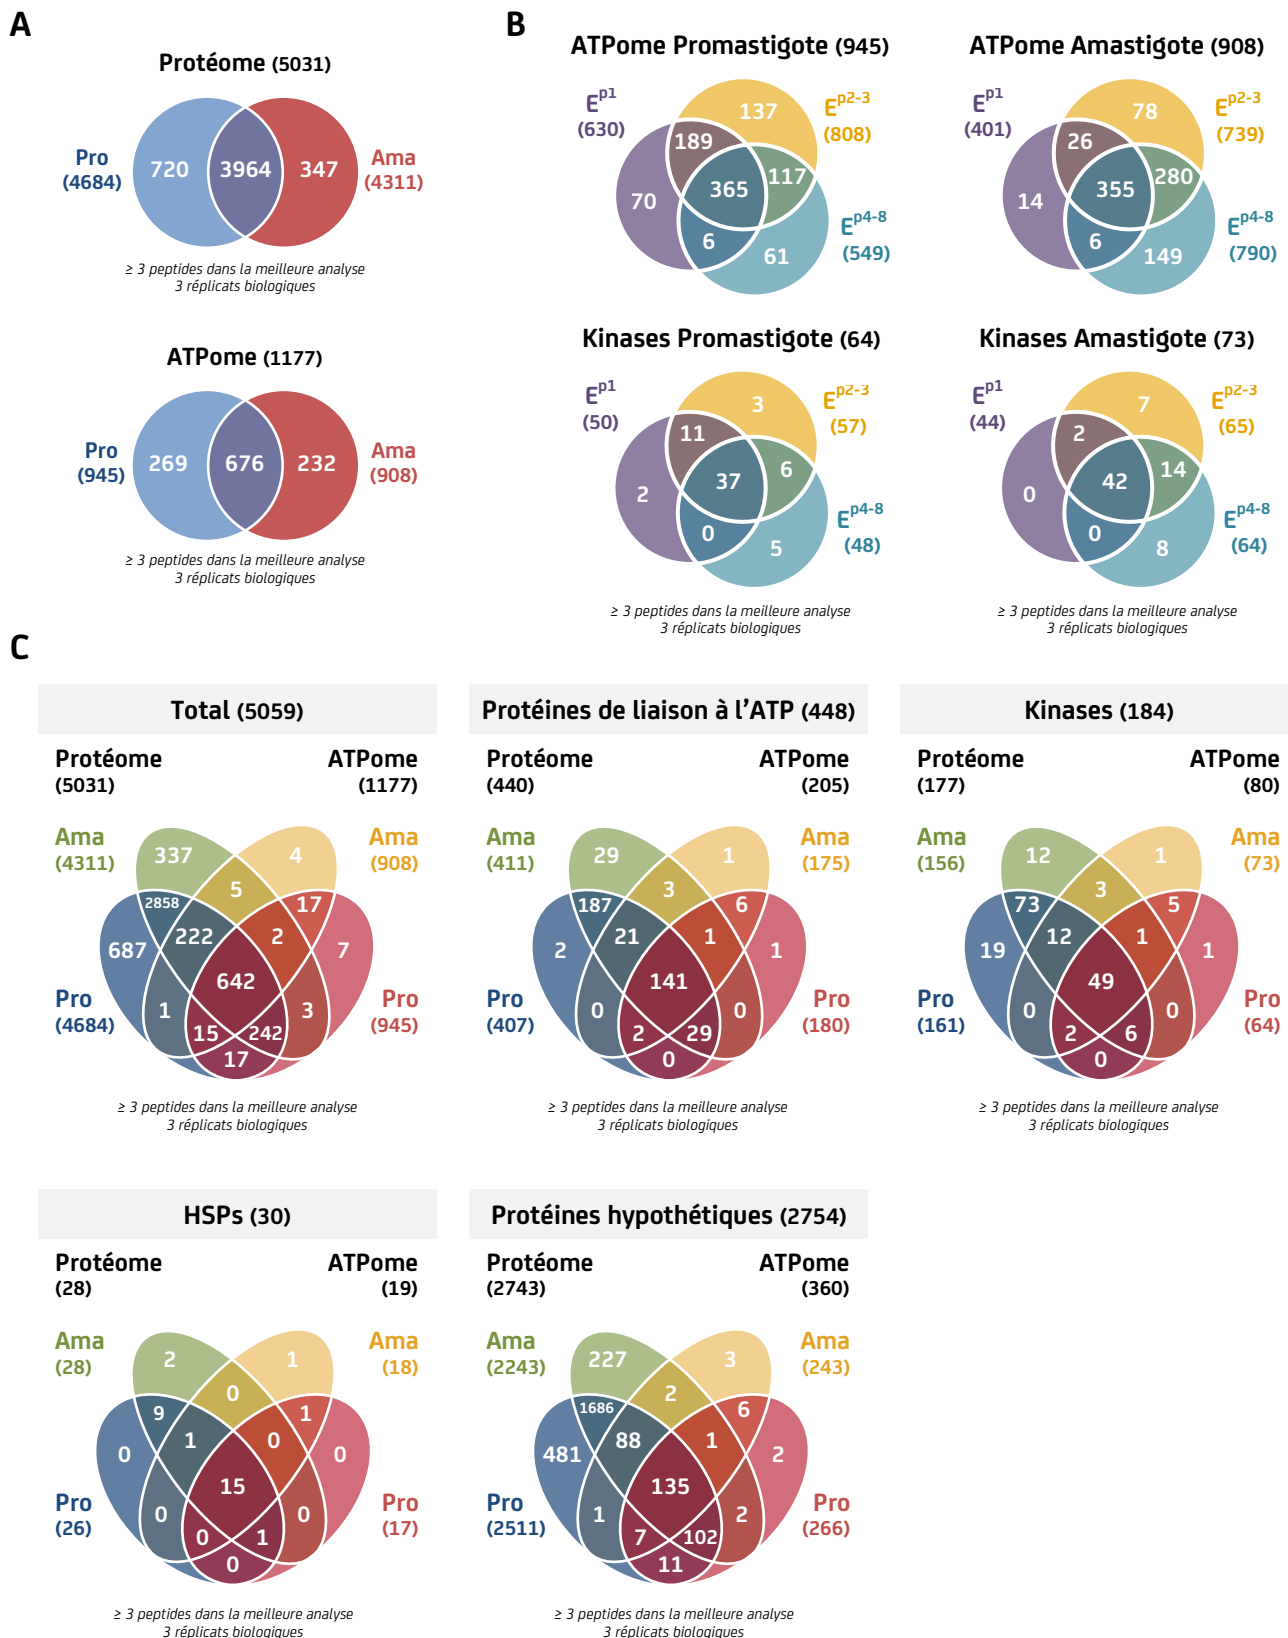 A
Protéome (5031)
Pro
(4684)
720
3964
347
Ama
(4311)
≥ 3 peptides dans la meilleure analyse
3 réplicats biologiques
ATPome (1177)
Pro
(945)
269
676
232
Ama
(908)
≥ 3 peptides dans la meilleure analyse
3 réplicats biologiques
B
ATPome Promastigote (945)
Ep1
(630)
Ep2-3
(808)
Ep4-8
(549)
137
189
365
117
70
6
61
ATPome Amastigote (908)
Ep1
(401)
Ep2-3
(739)
Ep4-8
(790)
78
26
355
280
14
6
149
Kinases Promastigote (64)
Ep1
(50)
Ep2-3
(57)
Ep4-8
(48)
3
11
37
6
2
0
5
≥ 3 peptides dans la meilleure analyse
3 réplicats biologiques
Kinases Amastigote (73)
Ep1
(44)
Ep2-3
(65)
Ep4-8
(64)
7
2
42
14
0
0
8
≥ 3 peptides dans la meilleure analyse
3 réplicats biologiques
C
Total (5059)
Protéome
(5031)
ATPome
(1177)
Ama
(4311)
Ama
(908)
Pro
(4684)
Pro
(945)
337
4
5
2858
17
222
2
687
7
642
1
3
15
242
17
≥ 3 peptides dans la meilleure analyse
3 réplicats biologiques
Protéines de liaison à l’ATP (448)
Protéome
(440)
ATPome
(205)
Ama
(411)
Ama
(175)
Pro
(407)
Pro
(180)
29
1
3
187
6
21
1
2
1
141
0
0
2
29
0
≥ 3 peptides dans la meilleure analyse
3 réplicats biologiques
Kinases (184)
Protéome
(177)
ATPome
(80)
Ama
(156)
Ama
(73)
Pro
(161)
Pro
(64)
12
1
3
73
5
12
1
19
1
49
0
0
2
6
0
≥ 3 peptides dans la meilleure analyse
3 réplicats biologiques
HSPs (30)
Protéome
(28)
ATPome
(19)
Ama
(28)
Ama
(18)
Pro
(26)
Pro
(17)
2
1
0
9
1
1
0
0
0
15
0
0
0
1
0
≥ 3 peptides dans la meilleure analyse
3 réplicats biologiques
Protéines hypothétiques (2754)
Protéome
(2743)
ATPome
(360)
Ama
(2243)
Ama
(243)
Pro
(2511)
Pro
(266)
227
3
2
1686
6
88
1
481
2
135
1
2
7
102
11
≥ 3 peptides dans la meilleure analyse
3 réplicats biologiques